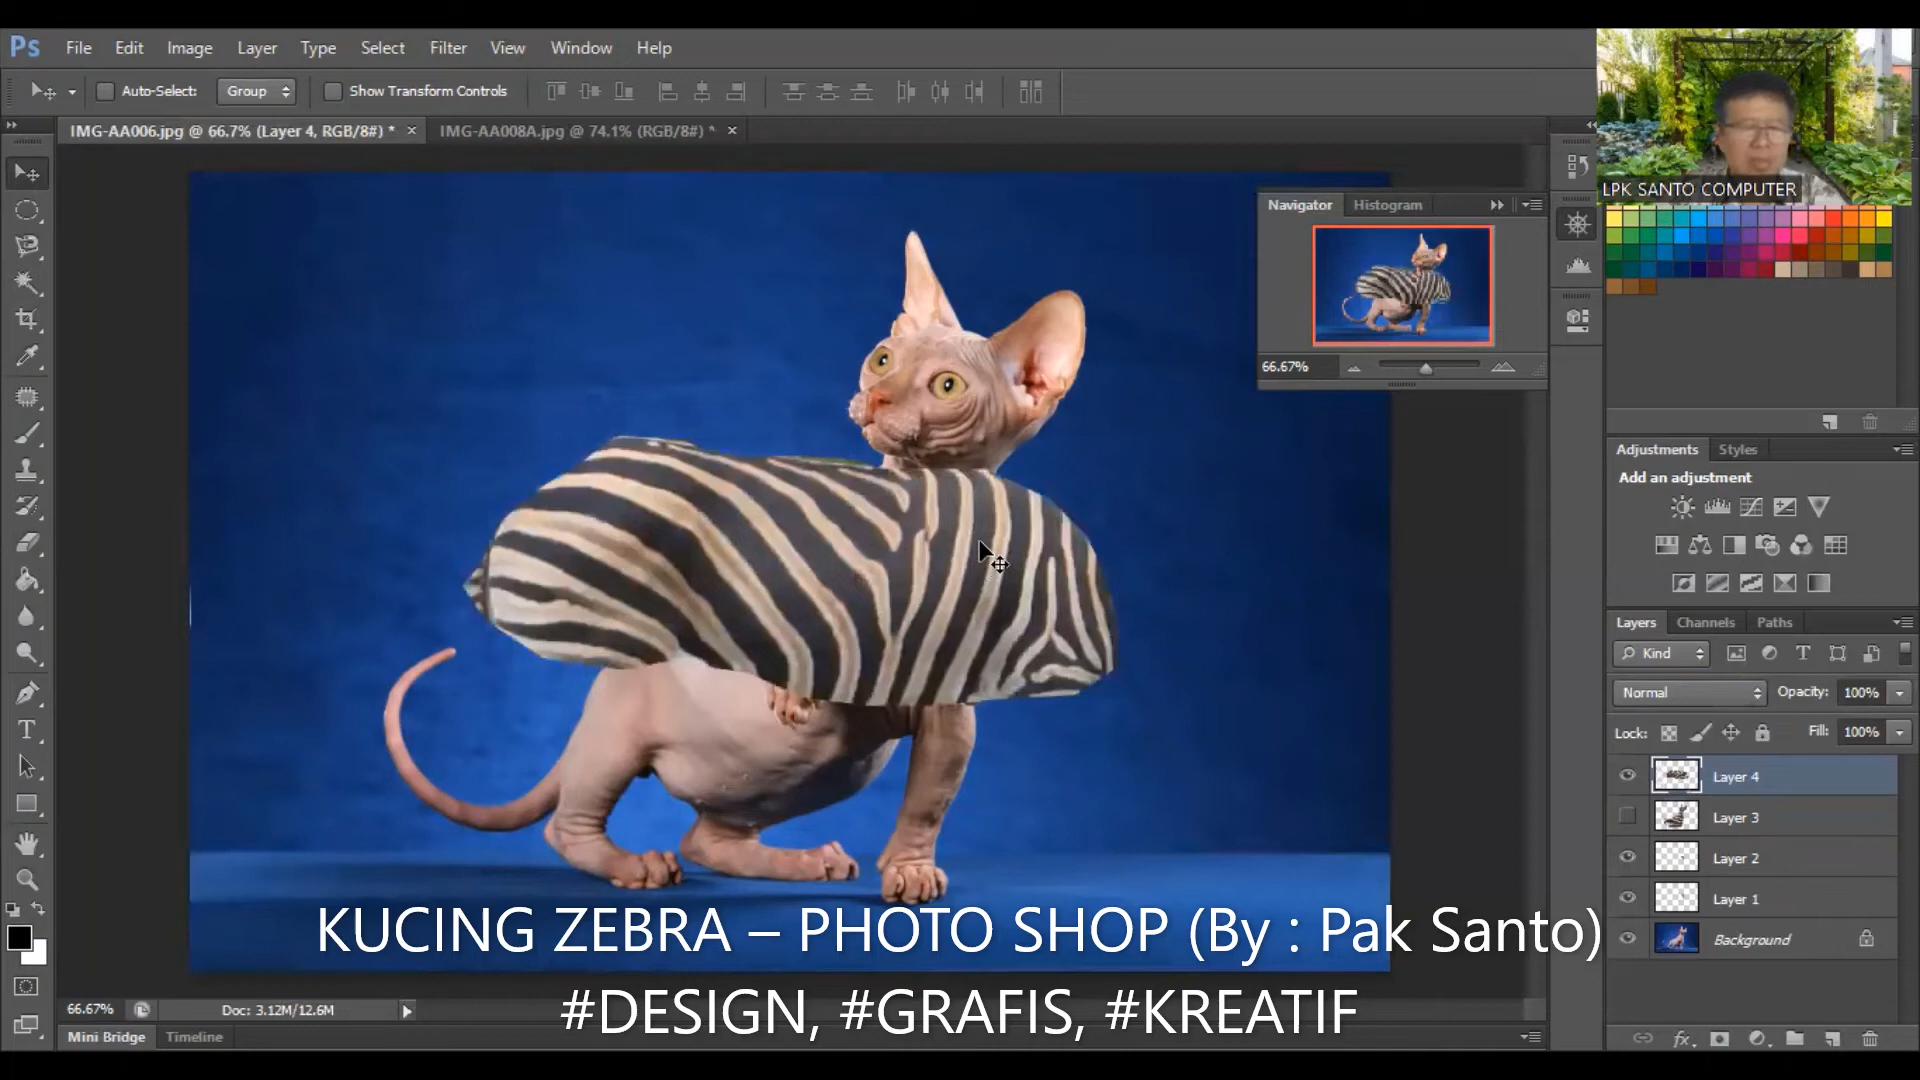 Ps File Edit Image Layer Type Select Filter View Window Help
Auto-Select: Group Show Transform Controls
IMG-AA006.jpg @ 66.7% (Layer 4, RGB/8#) * × IMG-AA008A.jpg @ 74.1% (RGB/8#) * ×
LPK SANTO COMPUTER
Navigator Histogram
66.67%
Adjustments Styles
Add an adjustment
Layers Channels Paths
Kind
Normal Opacity: 100%
Lock: Fill: 100%
Layer 4
Layer 3
Layer 2
Layer 1
Background
KUCING ZEBRA – PHOTO SHOP (By : Pak Santo)
#DESIGN, #GRAFIS, #KREATIF
66.67% Doc: 3.12M/12.6M
Mini Bridge Timeline